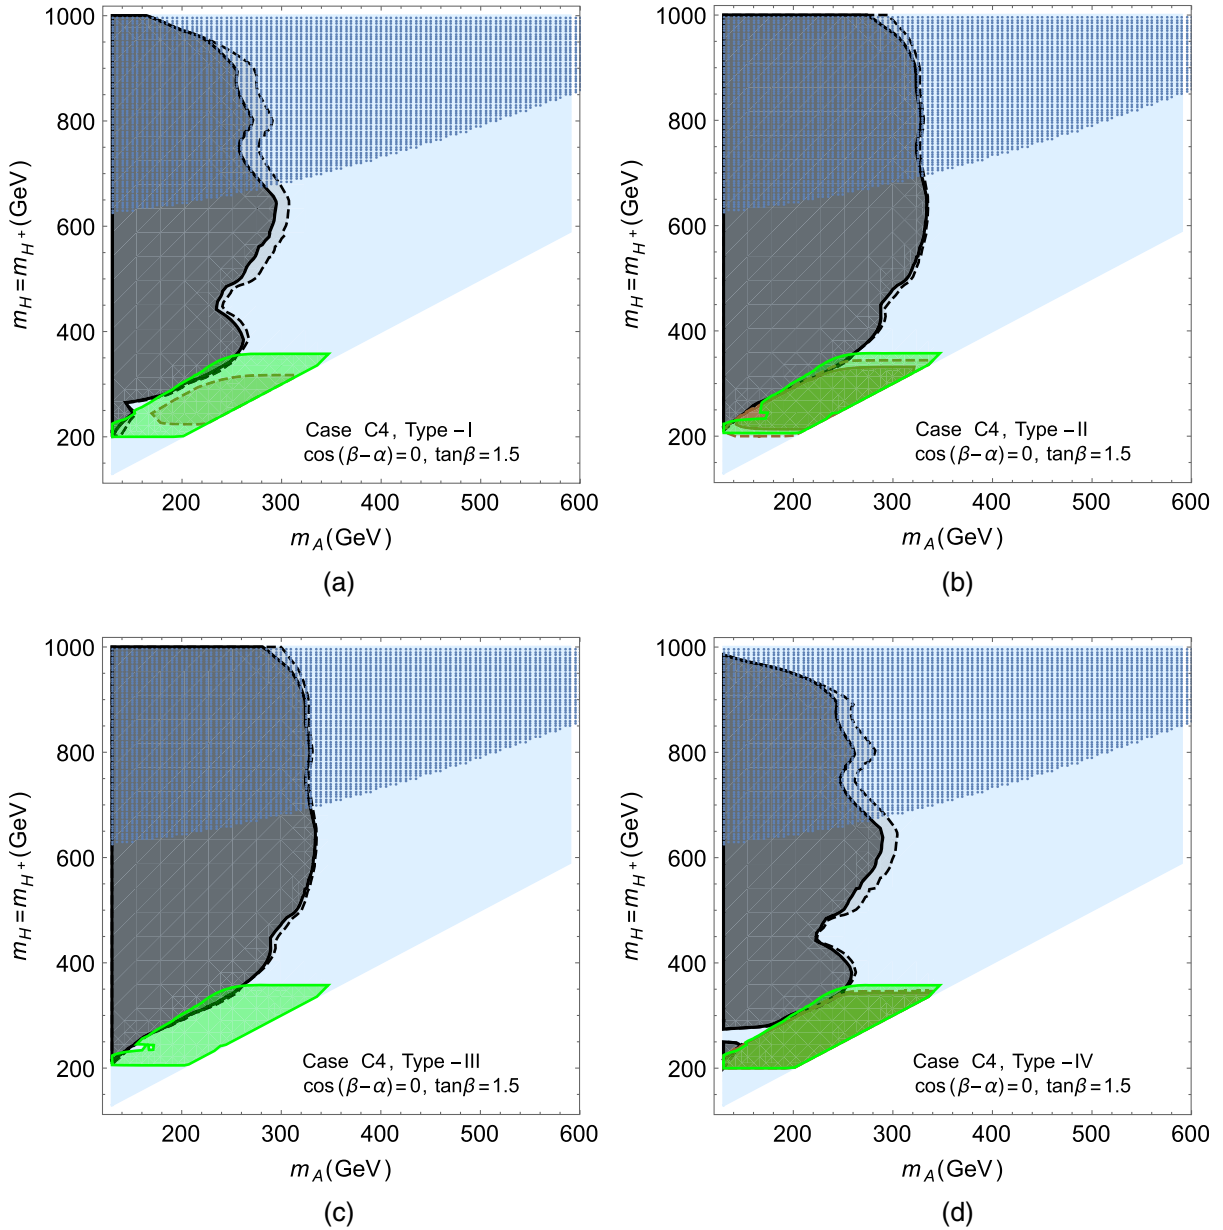 1000
800
600
400
200
m_H = m_{H^+} (GeV)
200
300
400
500
600
m_A (GeV)
Case C4, Type-I
cos(β-α)=0, tanβ=1.5
(a)
1000
800
600
400
200
m_H = m_{H^+} (GeV)
200
300
400
500
600
m_A (GeV)
Case C4, Type-II
cos(β-α)=0, tanβ=1.5
(b)
1000
800
600
400
200
m_H = m_{H^+} (GeV)
200
300
400
500
600
m_A (GeV)
Case C4, Type-III
cos(β-α)=0, tanβ=1.5
(c)
1000
800
600
400
200
m_H = m_{H^+} (GeV)
200
300
400
500
600
m_A (GeV)
Case C4, Type-IV
cos(β-α)=0, tanβ=1.5
(d)